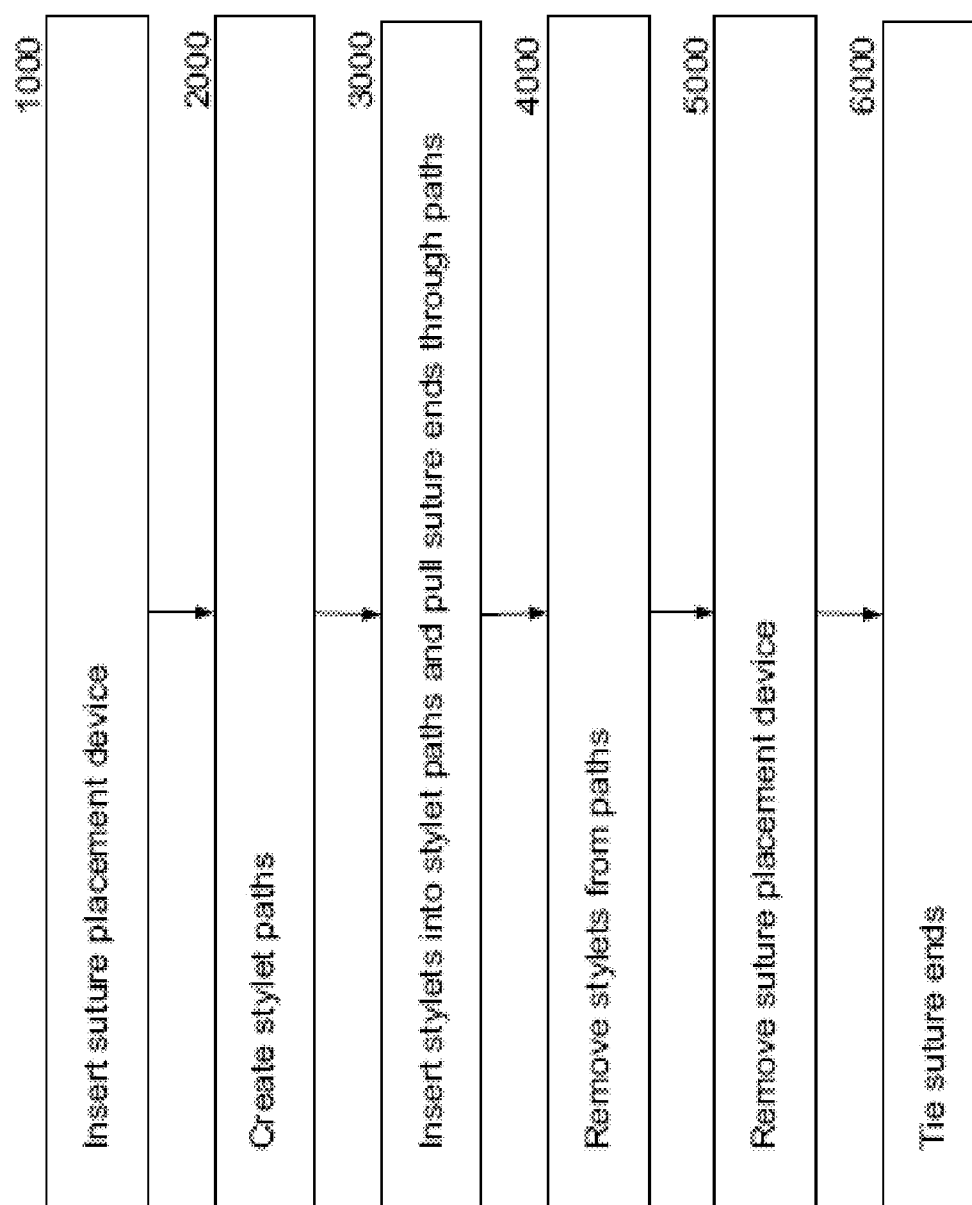 1000
Insert suture placement device
2000
Create stylet paths
3000
Insert stylets into stylet paths and pull suture ends through paths
4000
Remove stylets from paths
5000
Remove suture placement device
6000
Tie suture ends